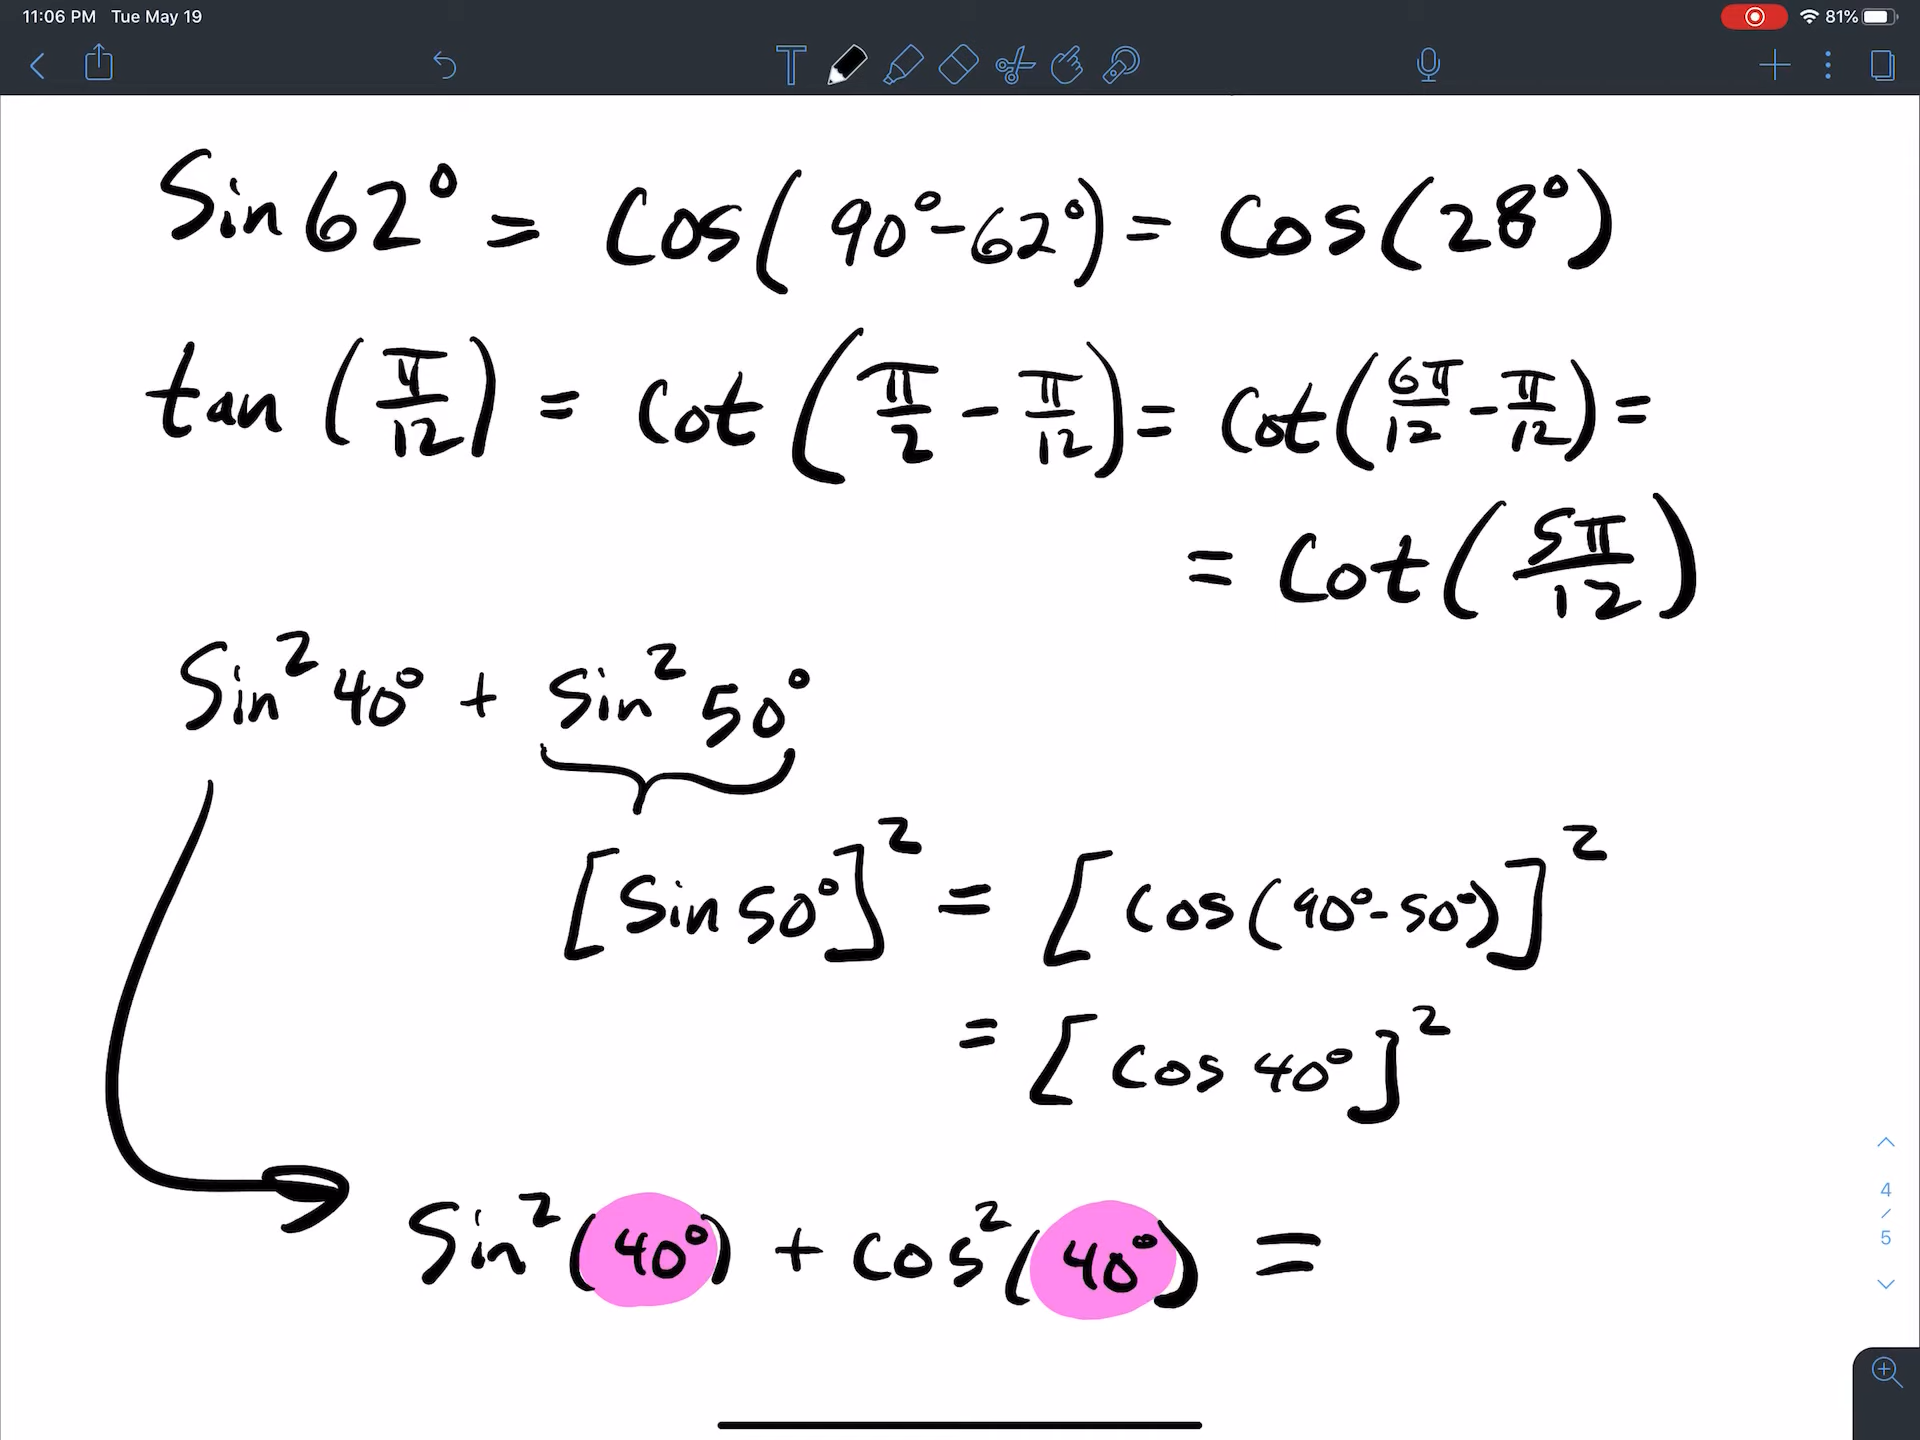 11:06 PM Tue May 19 81%
T
Sin 62° = Cos(90°-62°) = Cos(28°)
tan(π/12) = Cot(π/2 - π/12) = Cot(6π/12 - π/12) =
= Cot(5π/12)
Sin² 40° + Sin² 50°
[Sin 50°]² = [Cos(90°-50°)]²
= [Cos 40°]²
Sin²(40°) + Cos²(40°) =
4
/
5